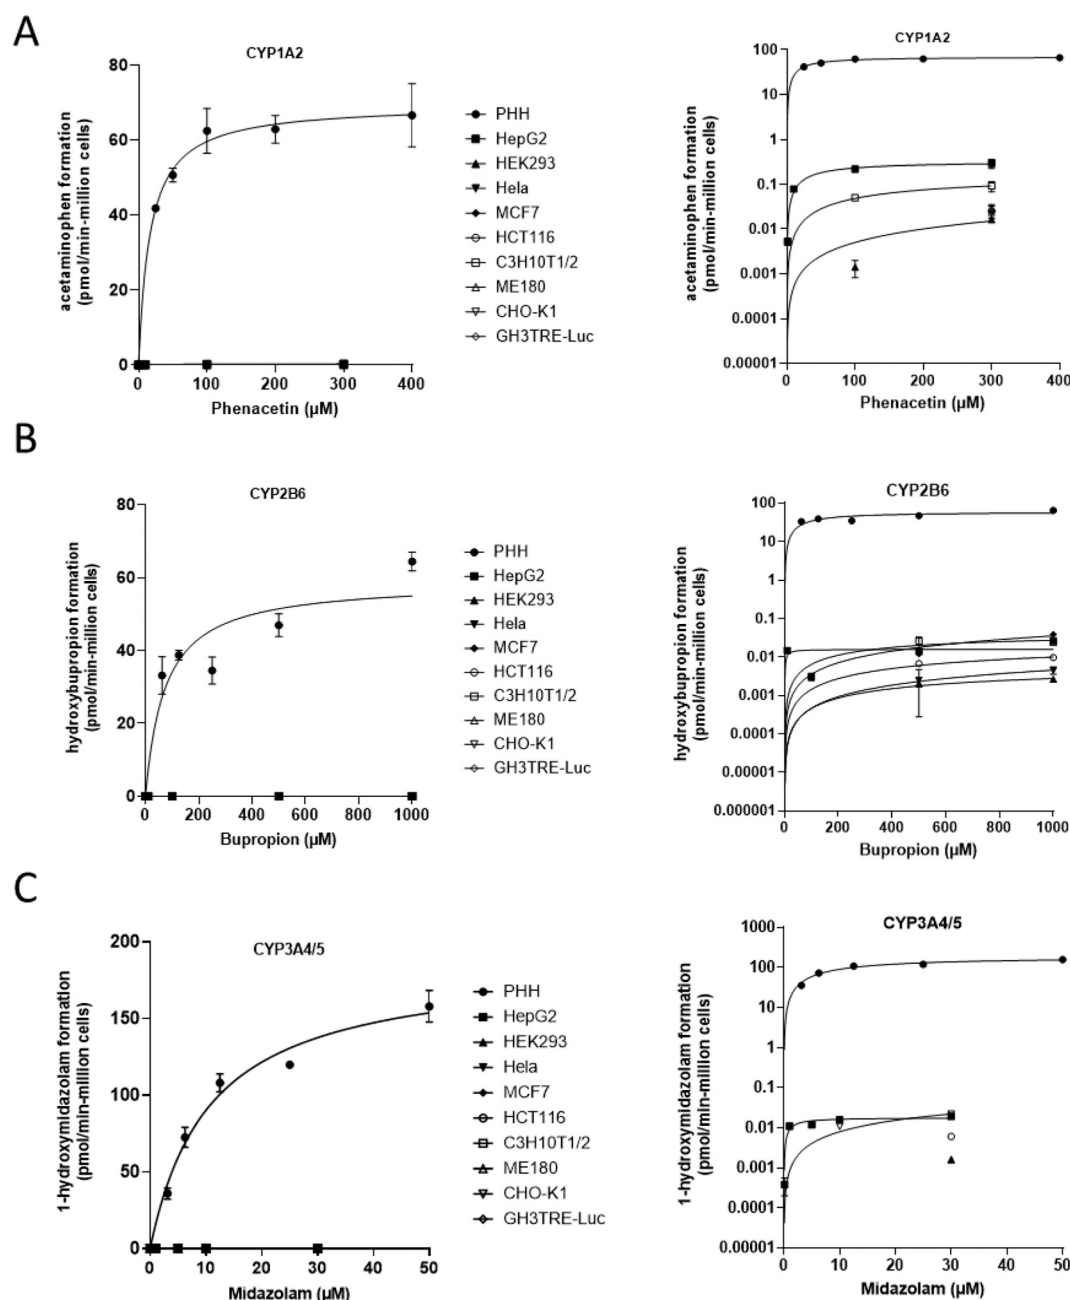 A
CYP1A2
acetaminophen formation
(pmol/min-million cells)
80
60
40
20
0
0 100 200 300 400
Phenacetin (µM)
PHH
HepG2
HEK293
Hela
MCF7
HCT116
C3H10T1/2
ME180
CHO-K1
GH3TRE-Luc
CYP1A2
acetaminophen formation
(pmol/min-million cells)
100
10
1
0.1
0.01
0.001
0.0001
0.00001
0 100 200 300 400
Phenacetin (µM)
B
CYP2B6
hydroxybupropion formation
(pmol/min-million cells)
80
60
40
20
0
0 200 400 600 800 1000
Bupropion (µM)
PHH
HepG2
HEK293
Hela
MCF7
HCT116
C3H10T1/2
ME180
CHO-K1
GH3TRE-Luc
CYP2B6
hydroxybupropion formation
(pmol/min-million cells)
100
10
1
0.1
0.01
0.001
0.0001
0.00001
0.000001
0 200 400 600 800 1000
Bupropion (µM)
C
CYP3A4/5
1-hydroxymidazolam formation
(pmol/min-million cells)
200
150
100
50
0
0 10 20 30 40 50
Midazolam (µM)
PHH
HepG2
HEK293
Hela
MCF7
HCT116
C3H10T1/2
ME180
CHO-K1
GH3TRE-Luc
CYP3A4/5
1-hydroxymidazolam formation
(pmol/min-million cells)
1000
100
10
1
0.1
0.01
0.001
0.0001
0.00001
0 10 20 30 40 50
Midazolam (µM)